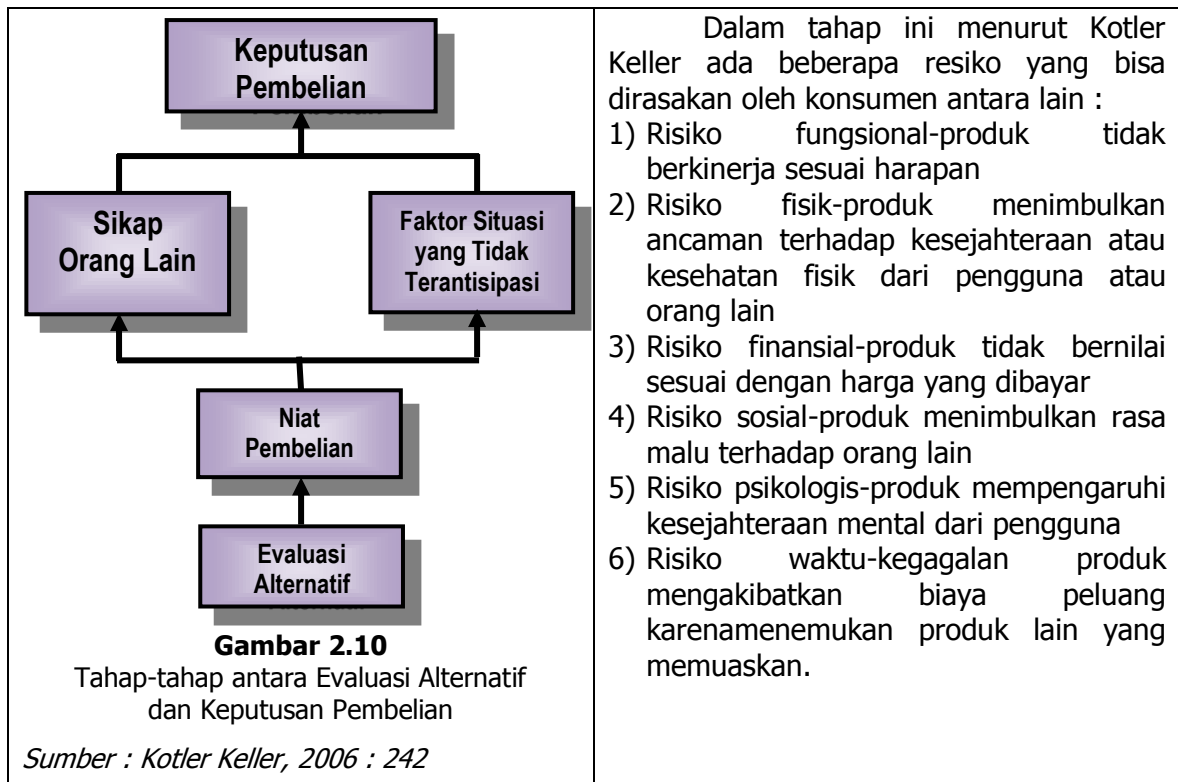 Keputusan
Pembelian
Sikap
Orang Lain
Faktor Situasi
yang Tidak
Terantisipasi
Niat
Pembelian
Evaluasi
Alternatif
Gambar 2.10
Tahap-tahap antara Evaluasi Alternatif
dan Keputusan Pembelian
Sumber : Kotler Keller, 2006 : 242
Dalam tahap ini menurut Kotler
Keller ada beberapa resiko yang bisa
dirasakan oleh konsumen antara lain :
1) Risiko fungsional-produk tidak
berkinerja sesuai harapan
2) Risiko fisik-produk menimbulkan
ancaman terhadap kesejahteraan atau
kesehatan fisik dari pengguna atau
orang lain
3) Risiko finansial-produk tidak bernilai
sesuai dengan harga yang dibayar
4) Risiko sosial-produk menimbulkan rasa
malu terhadap orang lain
5) Risiko psikologis-produk mempengaruhi
kesejahteraan mental dari pengguna
6) Risiko waktu-kegagalan produk
mengakibatkan biaya peluang
karenamenemukan produk lain yang
memuaskan.